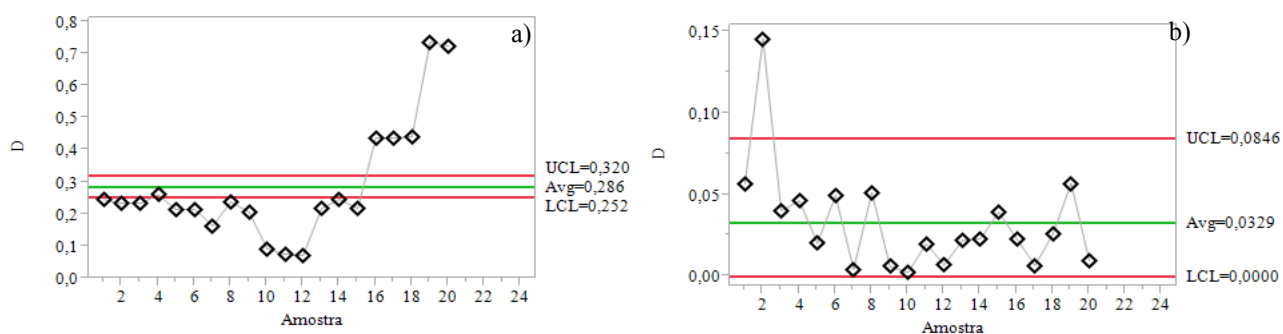 a)
0,8
0,7
0,6
0,5
0,4
0,3
0,2
0,1
0,0
D
UCL=0,320
Avg=0,286
LCL=0,252
2 4 6 8 10 12 14 16 18 20 22 24
Amostra
b)
0,15
0,10
0,05
0,00
D
UCL=0,0846
Avg=0,0329
LCL=0,0000
2 4 6 8 10 12 14 16 18 20 22 24
Amostra